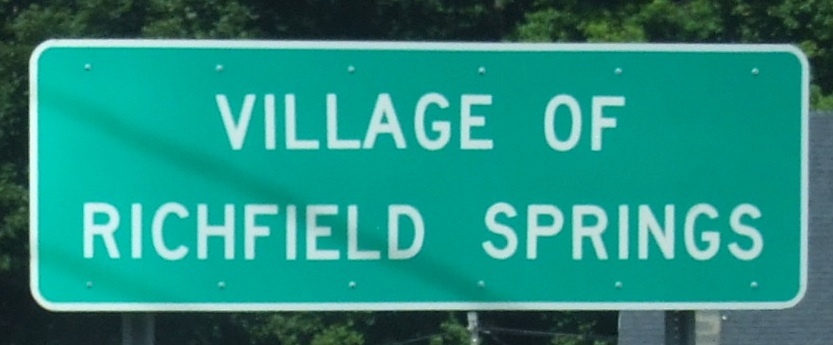 VILLAGE OF
RICHFIELD SPRINGS